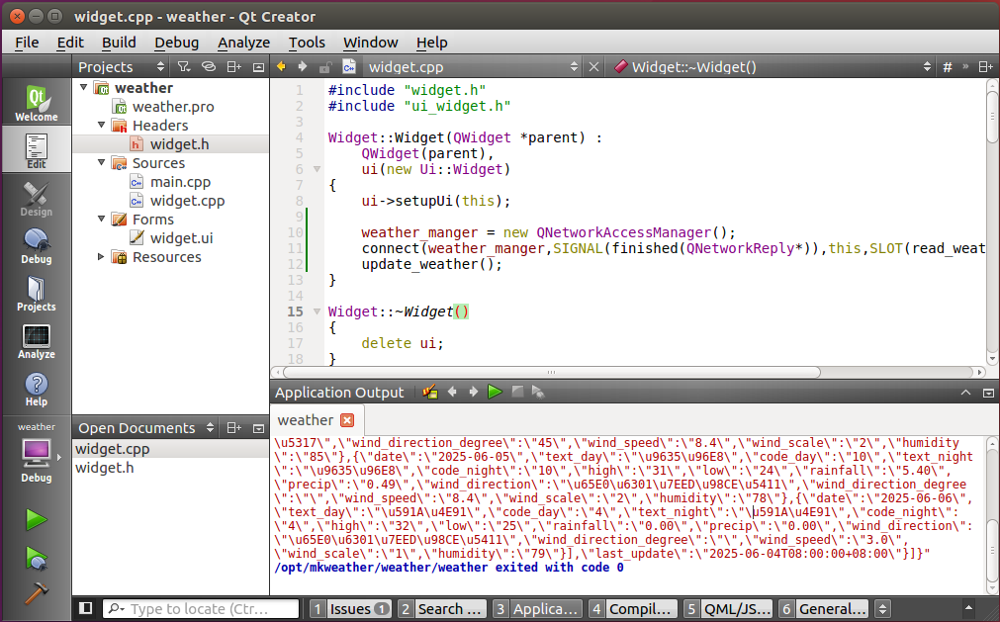 widget.cpp - weather - Qt Creator
File Edit Build Debug Analyze Tools Window Help
Projects
widget.cpp
Widget::~Widget()
#
Welcome
Edit
Design
Debug
Projects
Analyze
Help
weather
Debug
weather
weather.pro
Headers
widget.h
Sources
main.cpp
widget.cpp
Forms
widget.ui
Resources
Open Documents
widget.cpp
widget.h
1 #include "widget.h"
2 #include "ui_widget.h"
3
4 Widget::Widget(QWidget *parent) :
5 QWidget(parent),
6 ui(new Ui::Widget)
7 {
8 ui->setupUi(this);
9
10 weather_manger = new QNetworkAccessManager();
11 connect(weather_manger,SIGNAL(finished(QNetworkReply*)),this,SLOT(read_weat
12 update_weather();
13 }
14
15 Widget::~Widget()
16 {
17 delete ui;
18 }
Application Output
weather
\u5317\",\"wind_direction_degree\":\"45\",\"wind_speed\":\"8.4\",\"wind_scale\":\"2\",\"humidity
\":\"85\"},{\"date\":\"2025-06-05\",\"text_day\":\"\u9635\u96E8\",\"code_day\":\"10\",\"text_night
\":\"\u9635\u96E8\",\"code_night\":\"10\",\"high\":\"31\",\"low\":\"24\",\"rainfall\":\"5.40\",
\"precip\":\"0.49\",\"wind_direction\":\"\u65E0\u6301\u7EED\u98CE\u5411\",\"wind_direction_degree
\":\"\",\"wind_speed\":\"8.4\",\"wind_scale\":\"2\",\"humidity\":\"78\"},{\"date\":\"2025-06-06\",
\"text_day\":\"\u591A\u4E91\",\"code_day\":\"4\",\"text_night\":\"\u591A\u4E91\",\"code_night\":
\"4\",\"high\":\"32\",\"low\":\"25\",\"rainfall\":\"0.00\",\"precip\":\"0.00\",\"wind_direction\":
\"\u65E0\u6301\u7EED\u98CE\u5411\",\"wind_direction_degree\":\"\",\"wind_speed\":\"3.0\",
\"wind_scale\":\"1\",\"humidity\":\"79\"}],\"last_update\":\"2025-06-04T08:00:00+08:00\"}]}"
/opt/mkweather/weather/weather exited with code 0
Type to locate (Ctr...
1 Issues 1 2 Search ... 3 Applica... 4 Compil... 5 QML/JS... 6 General...